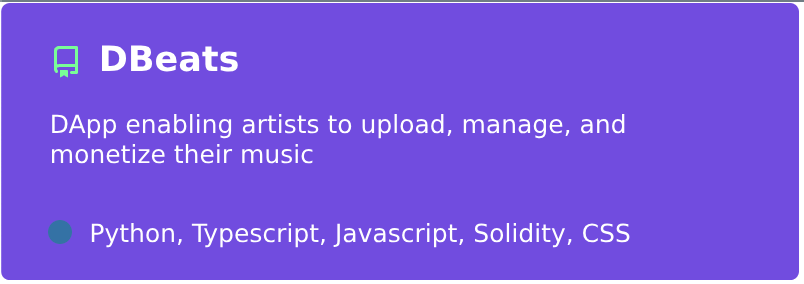 DBeats
DApp enabling artists to upload, manage, and
monetize their music
Python, Typescript, Javascript, Solidity, CSS